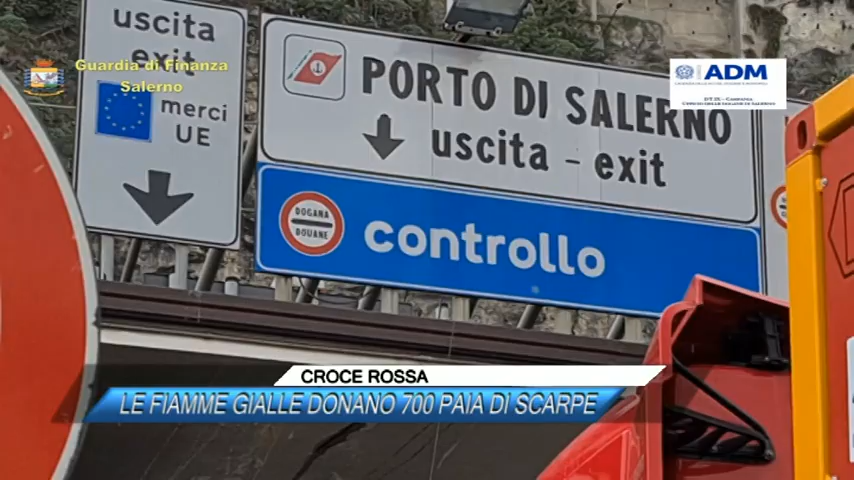 uscita
exit
merci
UE
Guardia di Finanza
Salerno
PORTO DI SALERNO
uscita - exit
DOGANA
DOUANE
controllo
ADM
CROCE ROSSA
LE FIAMME GIALLE DONANO 700 PAIA DI SCARPE